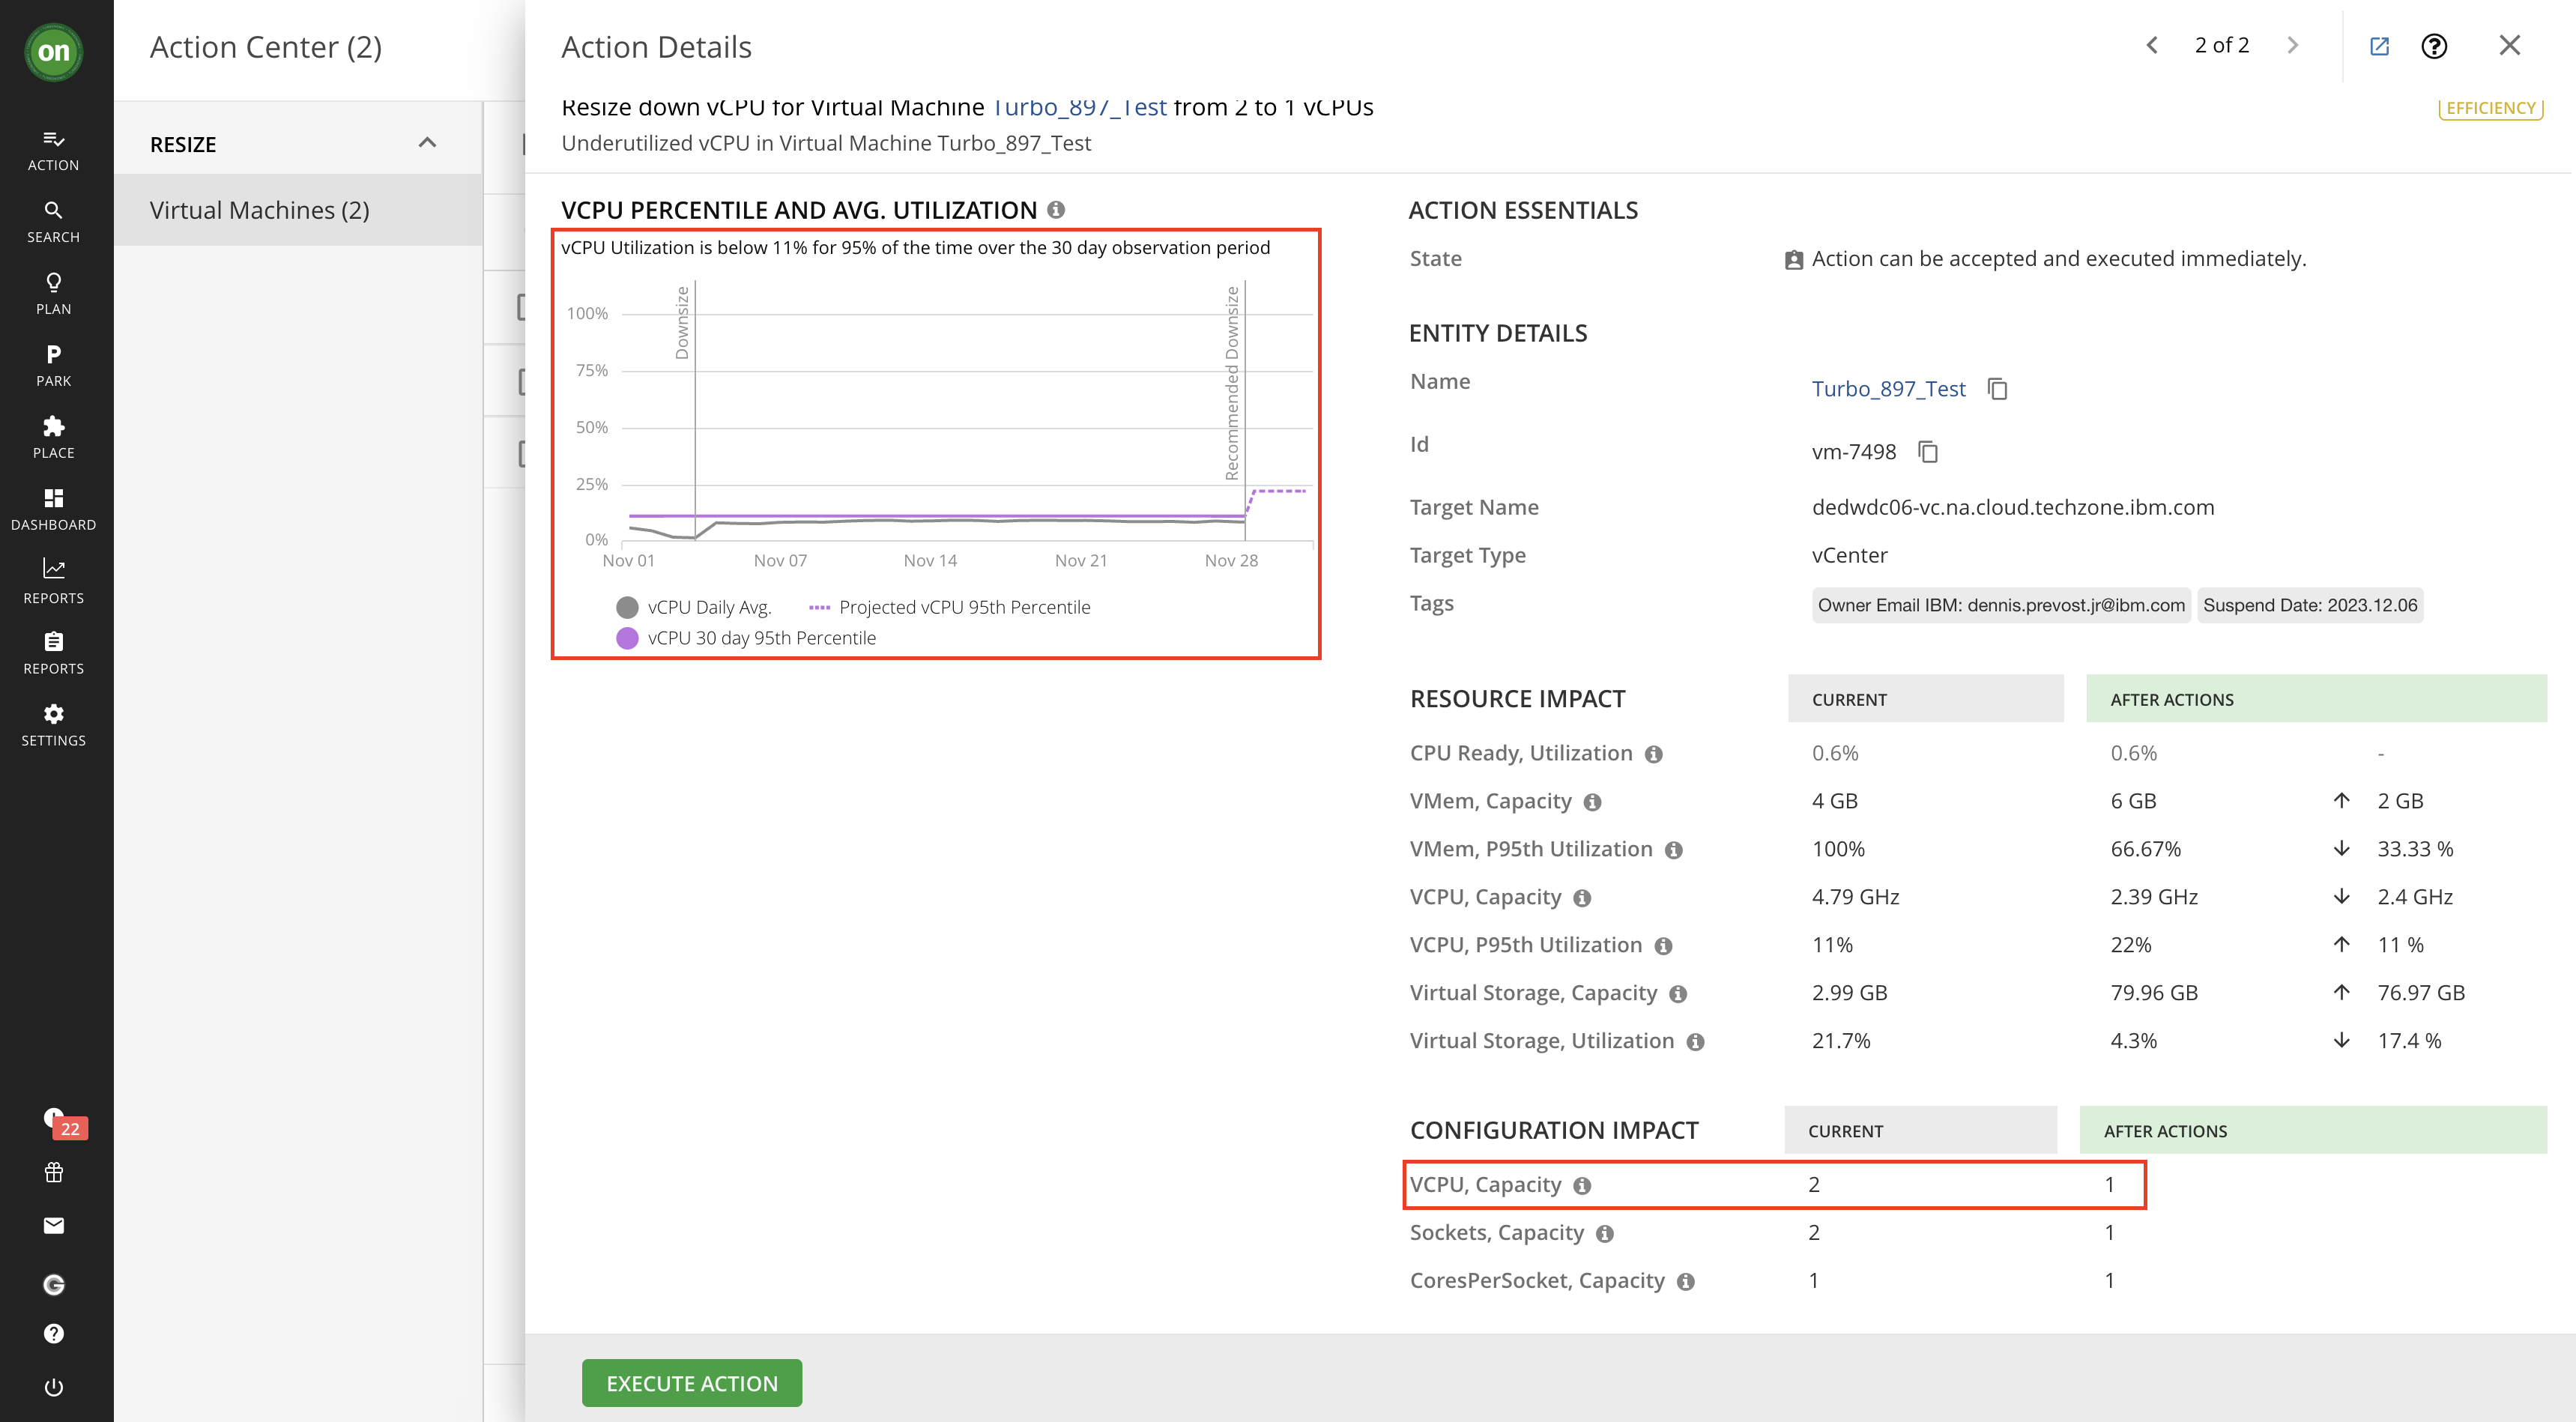 on
ACTION
SEARCH
PLAN
P
PARK
PLACE
DASHBOARD
REPORTS
REPORTS
SETTINGS
22
G
?
Action Center (2)
RESIZE
Virtual Machines (2)
Action Details
2 of 2
Resize down vCPU for Virtual Machine Turbo_897_Test from 2 to 1 vCPUs
EFFICIENCY
Underutilized vCPU in Virtual Machine Turbo_897_Test
VCPU PERCENTILE AND AVG. UTILIZATION
vCPU Utilization is below 11% for 95% of the time over the 30 day observation period
Downsize
Recommended Downsize
100%
75%
50%
25%
0%
Nov 01 Nov 07 Nov 14 Nov 21 Nov 28
vCPU Daily Avg. Projected vCPU 95th Percentile
vCPU 30 day 95th Percentile
ACTION ESSENTIALS
State Action can be accepted and executed immediately.
ENTITY DETAILS
Name Turbo_897_Test
Id vm-7498
Target Name dedwdc06-vc.na.cloud.techzone.ibm.com
Target Type vCenter
Tags Owner Email IBM: dennis.prevost.jr@ibm.com Suspend Date: 2023.12.06
RESOURCE IMPACT CURRENT AFTER ACTIONS
CPU Ready, Utilization 0.6% 0.6% -
VMem, Capacity 4 GB 6 GB ↑ 2 GB
VMem, P95th Utilization 100% 66.67% ↓ 33.33 %
VCPU, Capacity 4.79 GHz 2.39 GHz ↓ 2.4 GHz
VCPU, P95th Utilization 11% 22% ↑ 11 %
Virtual Storage, Capacity 2.99 GB 79.96 GB ↑ 76.97 GB
Virtual Storage, Utilization 21.7% 4.3% ↓ 17.4 %
CONFIGURATION IMPACT CURRENT AFTER ACTIONS
VCPU, Capacity 2 1
Sockets, Capacity 2 1
CoresPerSocket, Capacity 1 1
EXECUTE ACTION